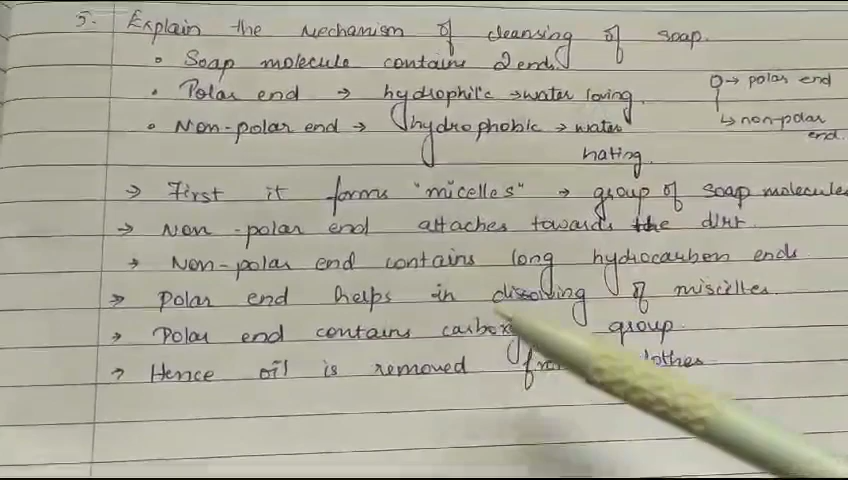 5. Explain the Mechanism of cleansing of soap.
• Soap molecule contains 2 ends
• Polar end → hydrophilic → water loving.
→ polar end
↳ non-polar end.
• Non-polar end → hydrophobic → water hating.
→ First it forms "micelles" → group of soap molecules
→ Non-polar end attaches towards the dirt.
→ Non-polar end contains long hydrocarbon ends
→ Polar end helps in dissolving of miscelles
→ Polar end contains group.
→ Hence oil is removed